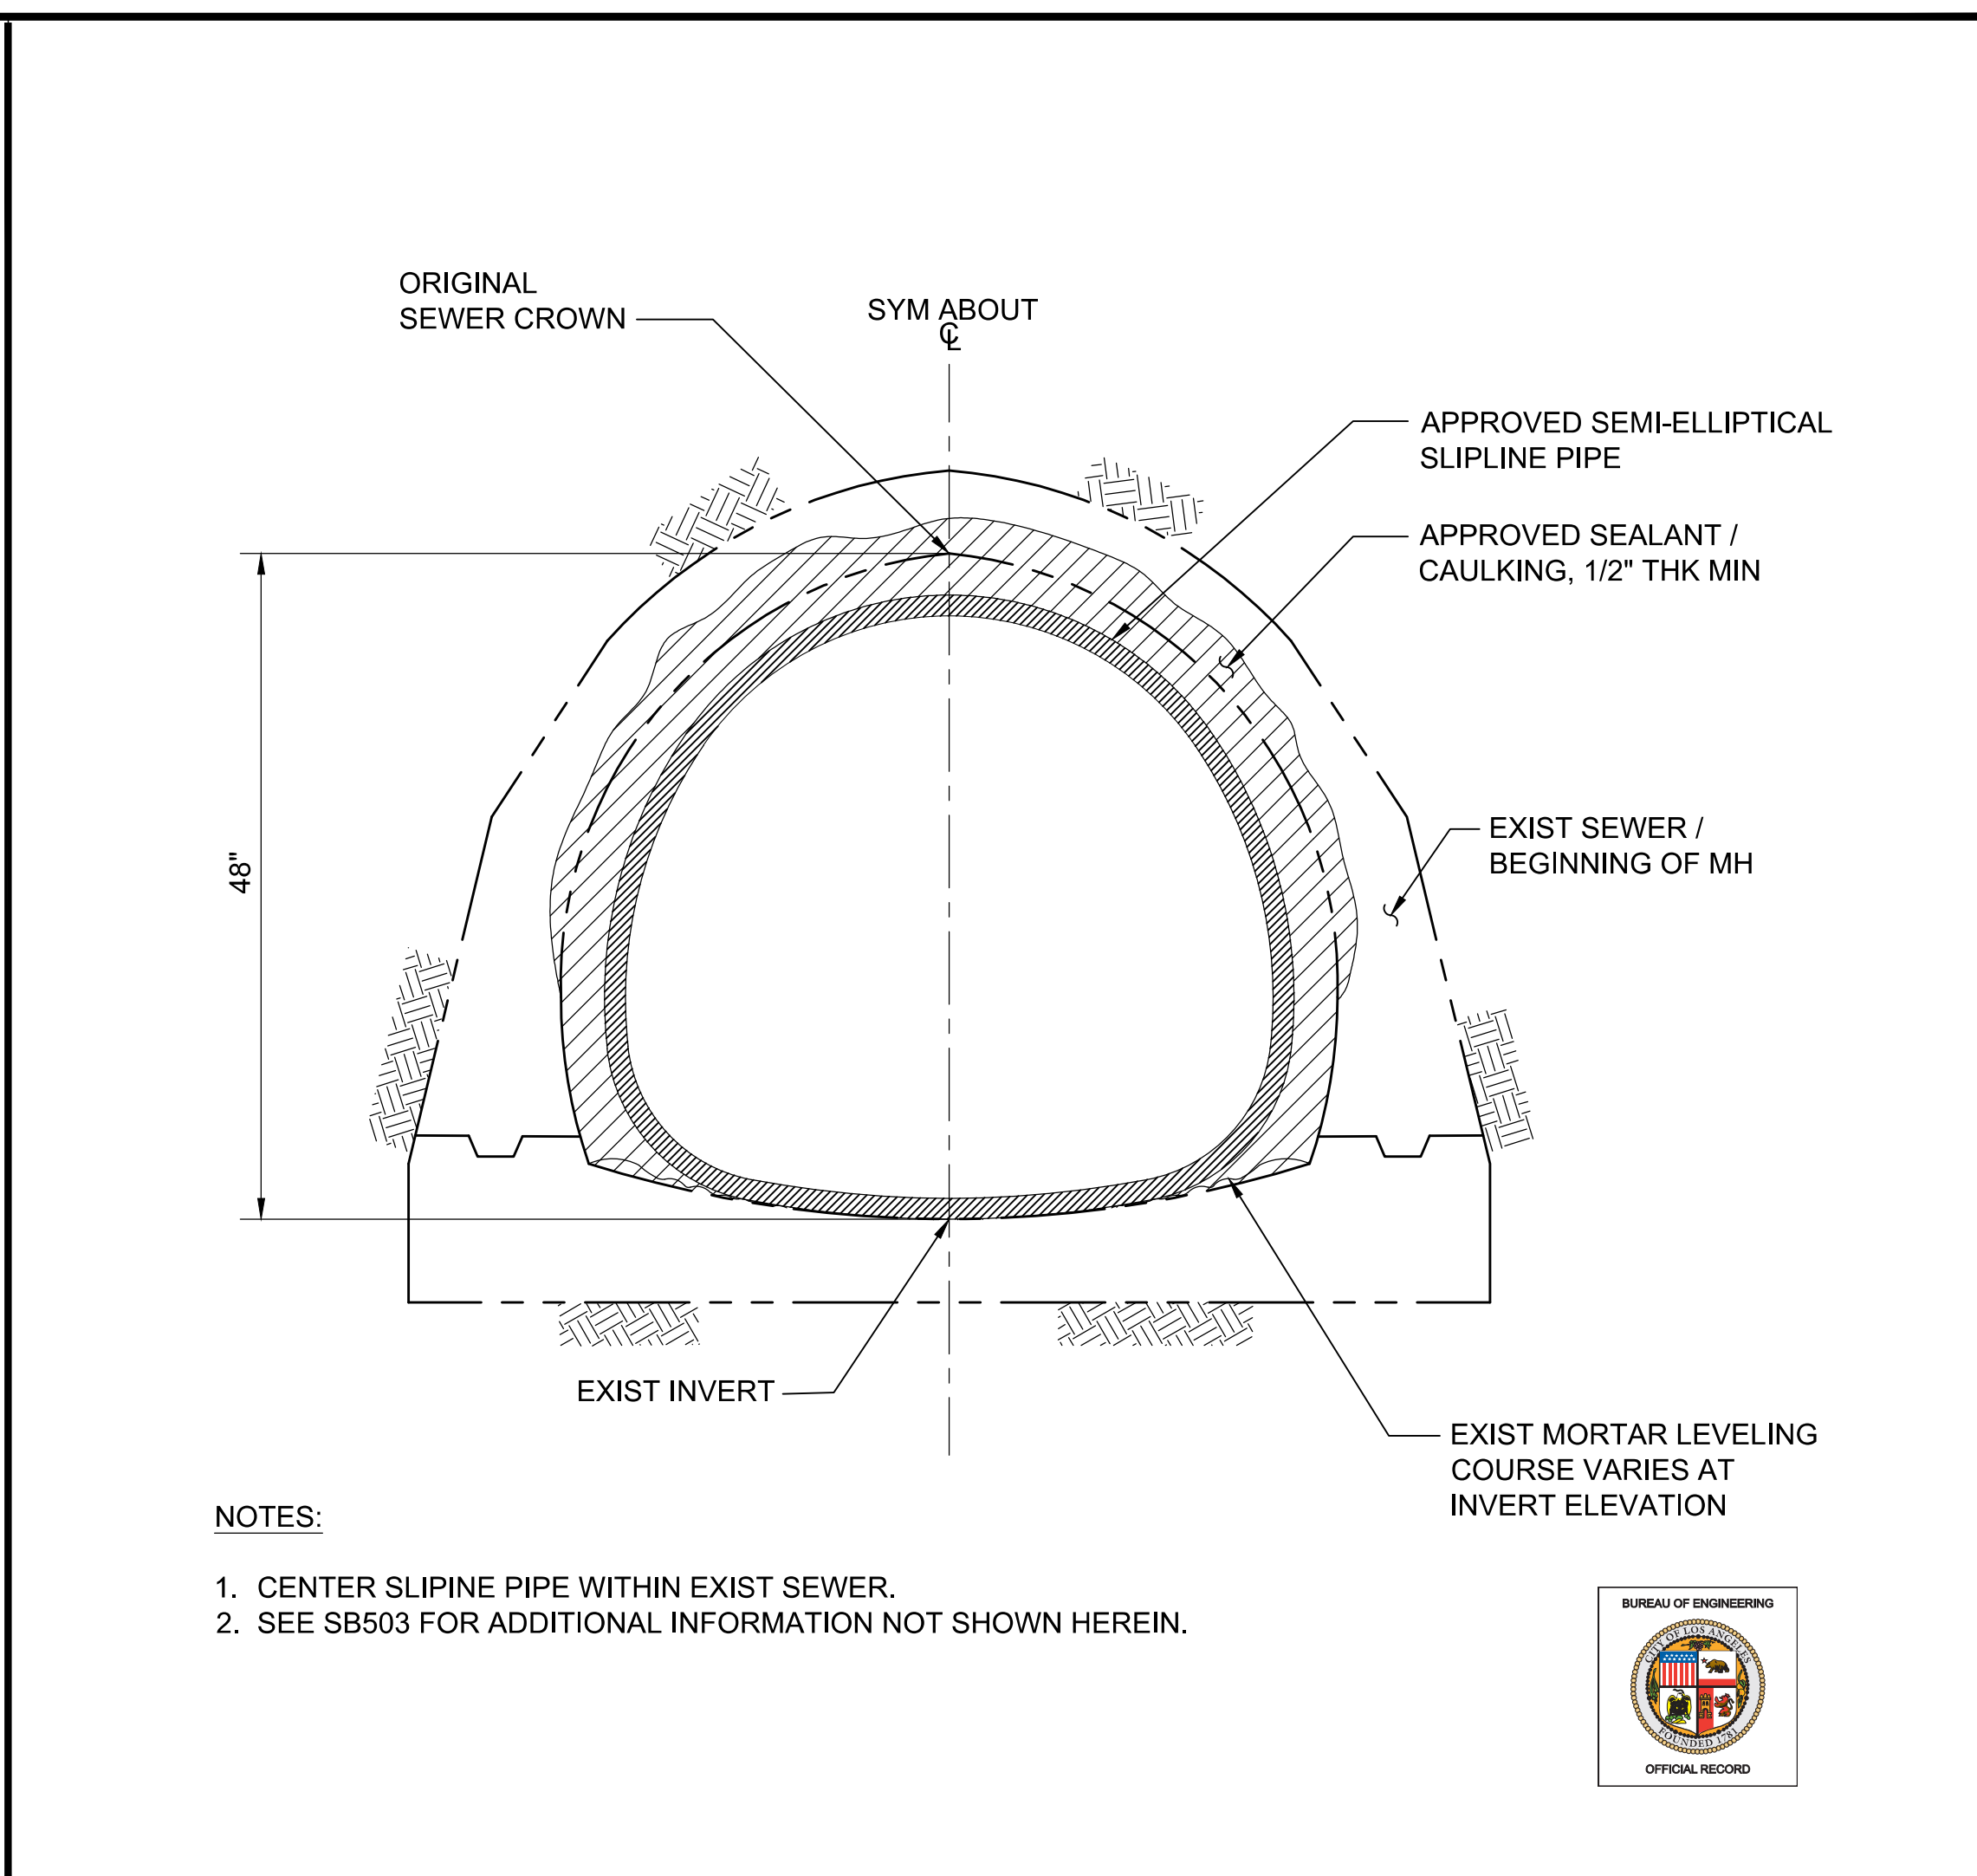 ORIGINAL
SEWER CROWN
SYM ABOUT
℄
APPROVED SEMI-ELLIPTICAL
SLIPLINE PIPE
APPROVED SEALANT /
CAULKING, 1/2" THK MIN
EXIST SEWER /
BEGINNING OF MH
48"
EXIST INVERT
EXIST MORTAR LEVELING
COURSE VARIES AT
INVERT ELEVATION
NOTES:
1. CENTER SLIPINE PIPE WITHIN EXIST SEWER.
2. SEE SB503 FOR ADDITIONAL INFORMATION NOT SHOWN HEREIN.
BUREAU OF ENGINEERING
CITY OF LOS ANGELES
FOUNDED 1781
OFFICIAL RECORD